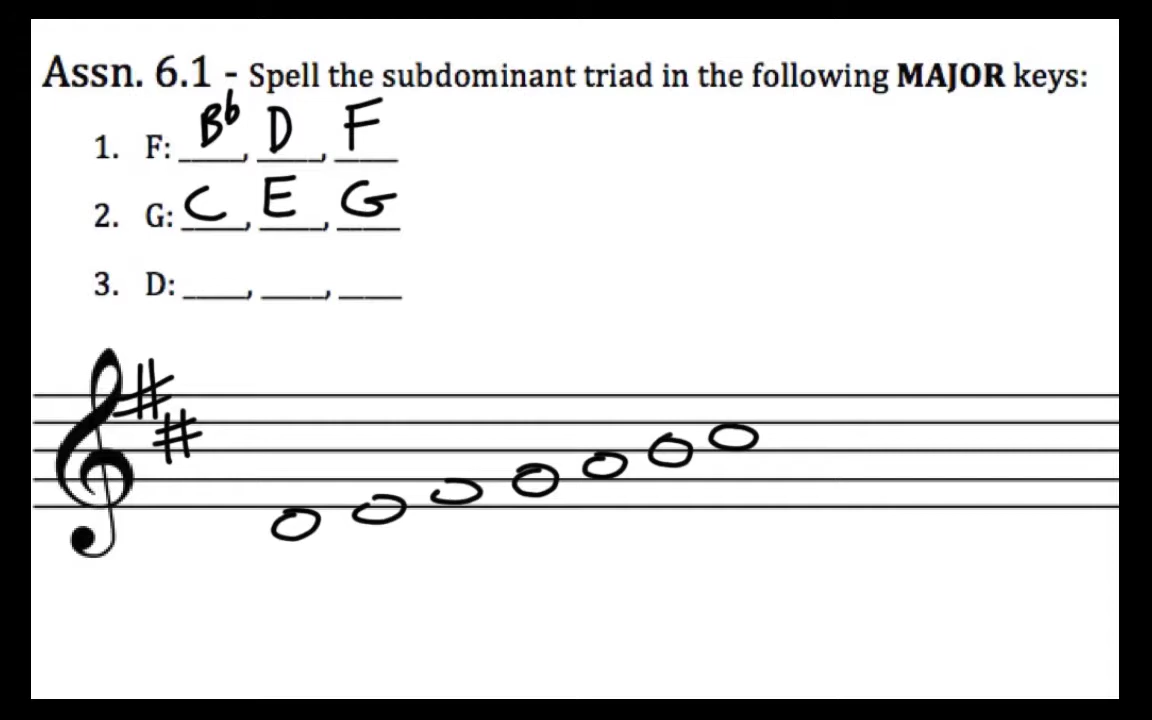 Assn. 6.1 - Spell the subdominant triad in the following MAJOR keys:
1. F: B♭, D, F
2. G: C, E, G
3. D: ____, ____, ____